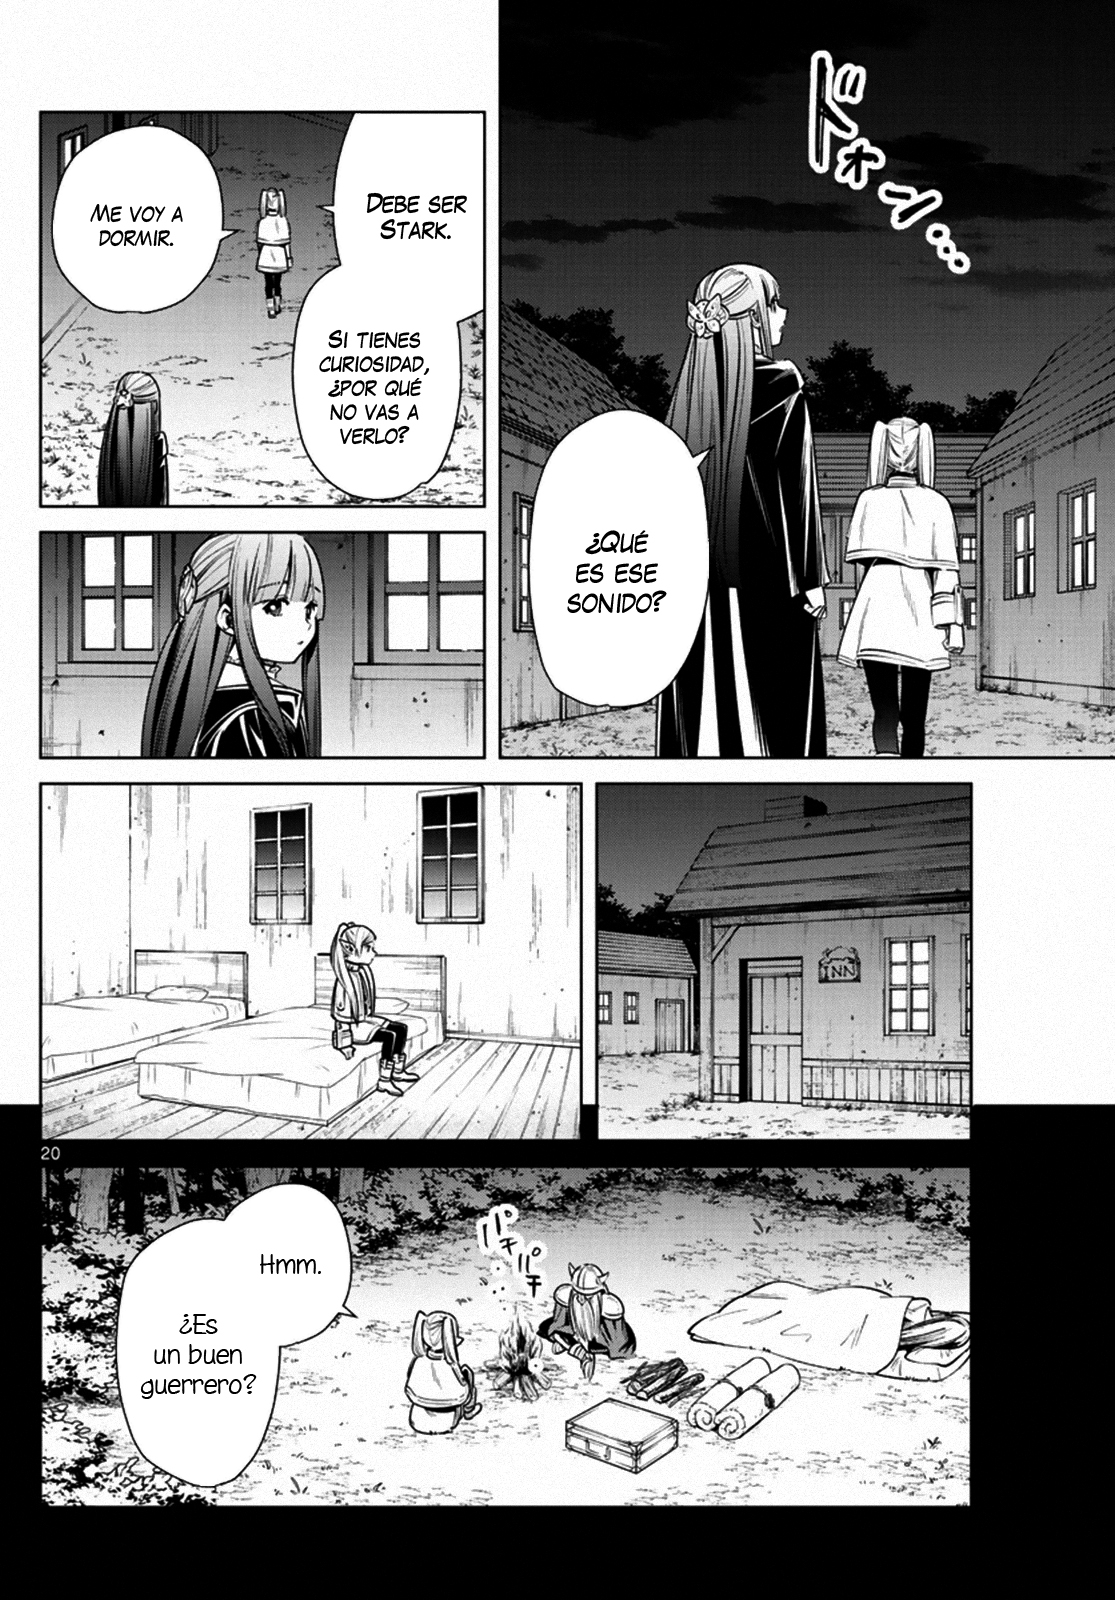 ドォーン…
¿QUÉ
ES ESE
SONIDO?
DEBE SER
STARK.
SI TIENES
CURIOSIDAD,
¿POR QUÉ
NO VAS A
VERLO?
ME VOY A
DORMIR.
INN
20
パチパチ
Hmm.
¿Es
un buen
guerrero?